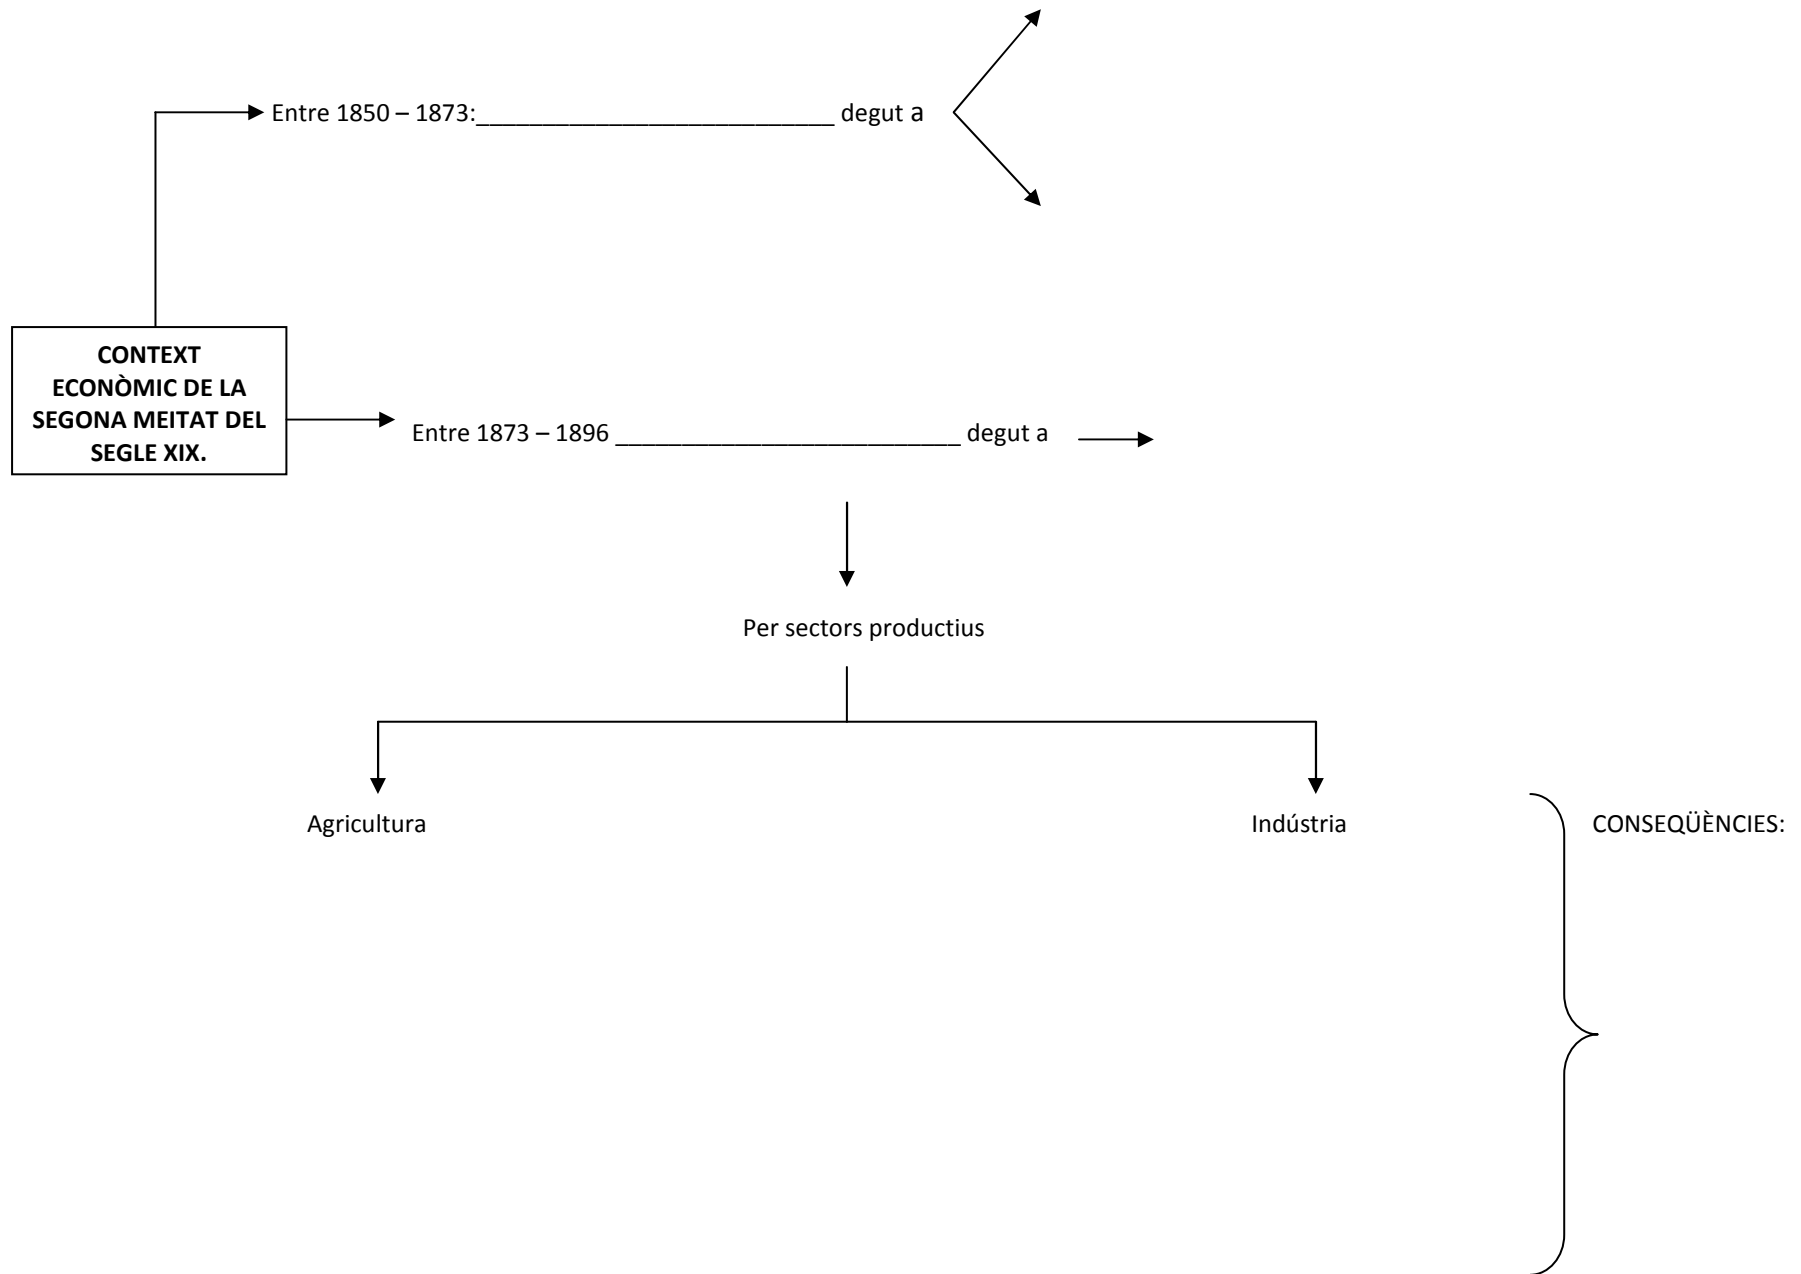 Entre 1850 – 1873:___________________________ degut a
CONTEXT
ECONÒMIC DE LA
SEGONA MEITAT DEL
SEGLE XIX.
Entre 1873 – 1896 __________________________ degut a
Per sectors productius
Agricultura
Indústria
CONSEQÜÈNCIES: